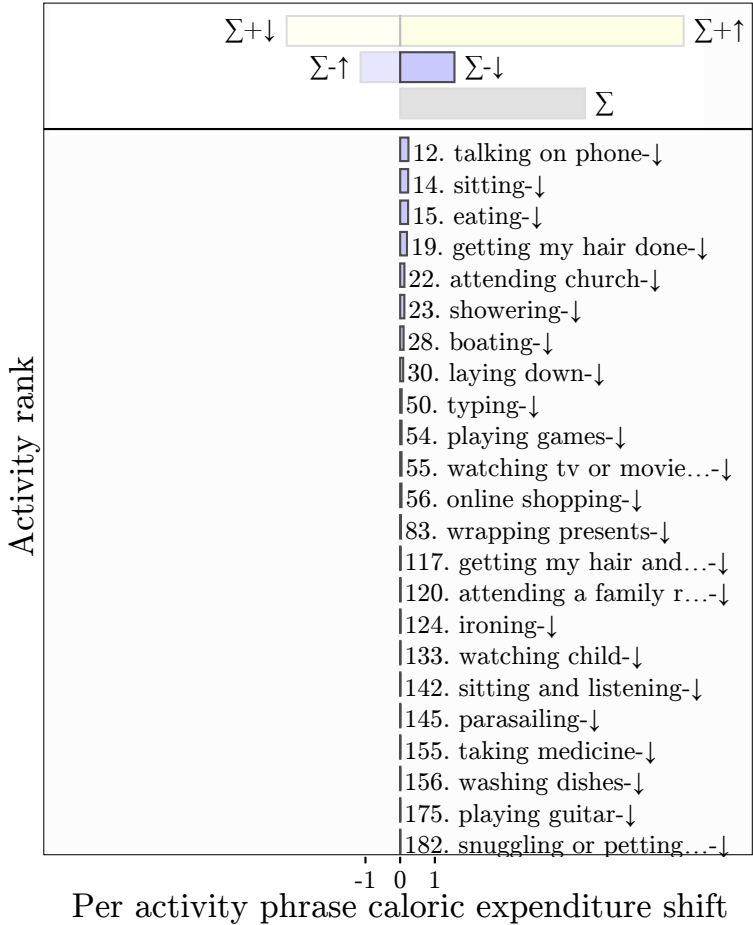 ∑+↓ ∑+↑
∑-↑ ∑-↓
∑
12. talking on phone-↓
14. sitting-↓
15. eating-↓
19. getting my hair done-↓
22. attending church-↓
23. showering-↓
28. boating-↓
30. laying down-↓
50. typing-↓
54. playing games-↓
55. watching tv or movie...-↓
56. online shopping-↓
83. wrapping presents-↓
117. getting my hair and...-↓
120. attending a family r...-↓
124. ironing-↓
133. watching child-↓
142. sitting and listening-↓
145. parasailing-↓
155. taking medicine-↓
156. washing dishes-↓
175. playing guitar-↓
182. snuggling or petting...-↓
Activity rank
-1 0 1
Per activity phrase caloric expenditure shift